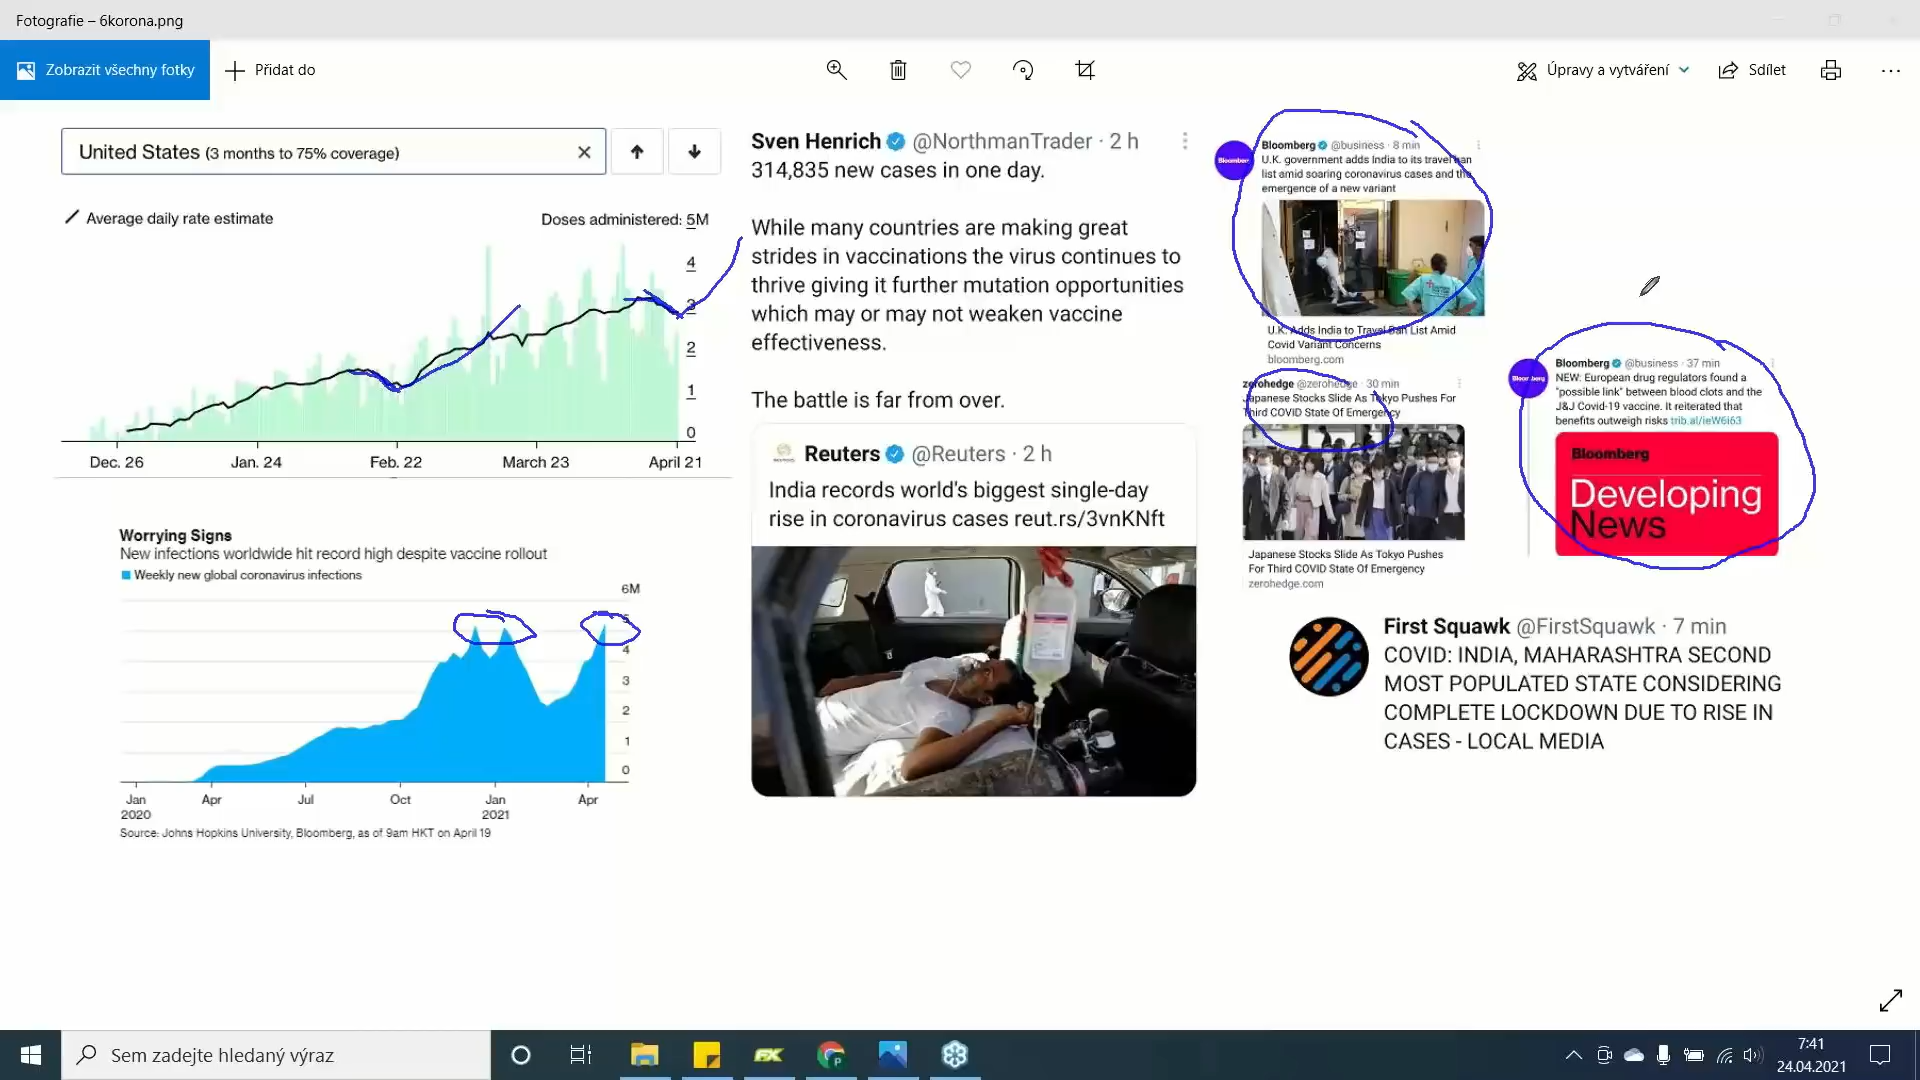 Fotografie – 6korona.png
Zobrazit všechny fotky
Přidat do
Úpravy a vytváření
Sdílet
United States (3 months to 75% coverage)
Average daily rate estimate
Doses administered: 5M
4
3
2
1
0
Dec. 26
Jan. 24
Feb. 22
March 23
April 21
Worrying Signs
New infections worldwide hit record high despite vaccine rollout
Weekly new global coronavirus infections
6M
4
3
2
1
0
Jan
2020
Apr
Jul
Oct
Jan
2021
Apr
Source: Johns Hopkins University, Bloomberg, as of 9am HKT on April 19
Sven Henrich @NorthmanTrader · 2 h
314,835 new cases in one day.
While many countries are making great
strides in vaccinations the virus continues to
thrive giving it further mutation opportunities
which may or may not weaken vaccine
effectiveness.
The battle is far from over.
Reuters @Reuters · 2 h
India records world's biggest single-day
rise in coronavirus cases reut.rs/3vnKNft
Bloomberg
Bloomberg @business · 8 min
U.K. government adds India to its travel ban
list amid soaring coronavirus cases and the
emergence of a new variant
U.K. Adds India to Travel Ban List Amid
Covid Variant Concerns
bloomberg.com
zerohedge @zerohedge · 30 min
Japanese Stocks Slide As Tokyo Pushes For
Third COVID State Of Emergency
Japanese Stocks Slide As Tokyo Pushes
For Third COVID State Of Emergency
zerohedge.com
Bloomberg
Bloomberg @business · 37 min
NEW: European drug regulators found a
"possible link" between blood clots and the
J&J Covid-19 vaccine. It reiterated that
benefits outweigh risks trib.al/ieW6i63
Bloomberg
Developing
News
First Squawk @FirstSquawk · 7 min
COVID: INDIA, MAHARASHTRA SECOND
MOST POPULATED STATE CONSIDERING
COMPLETE LOCKDOWN DUE TO RISE IN
CASES - LOCAL MEDIA
Sem zadejte hledaný výraz
FX
P
7:41
24.04.2021